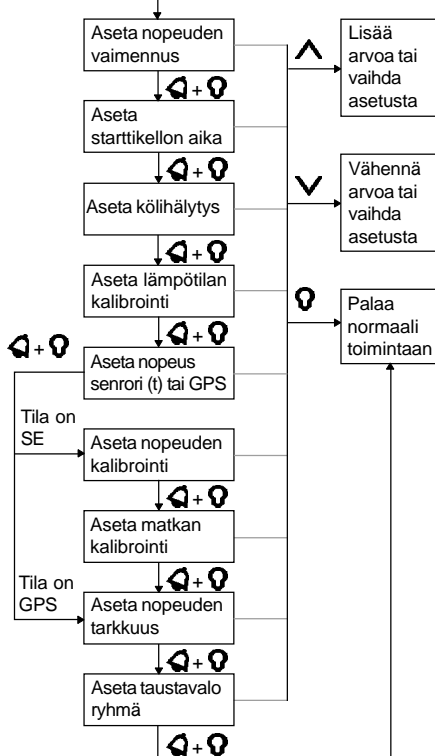 Aseta nopeuden
vaimennus
+
Aseta
starttikellon aika
+
Aseta kölihälytys
+
Aseta lämpötilan
kalibrointi
+
+
Aseta nopeus
senrori (t) tai GPS
Tila on
SE
Aseta nopeuden
kalibrointi
+
Aseta matkan
kalibrointi
+
Tila on
GPS
Aseta nopeuden
tarkkuus
+
Aseta taustavalo
ryhmä
+
Lisää
arvoa tai
vaihda
asetusta
Vähennä
arvoa tai
vaihda
asetusta
Palaa
normaali
toimintaan